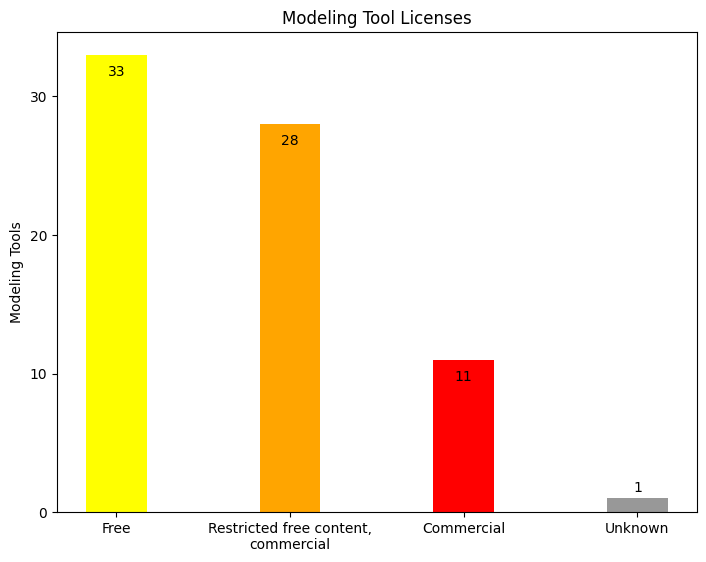 Modeling Tool Licenses
Modeling Tools
30
20
10
0
33
28
11
1
Free
Restricted free content,
commercial
Commercial
Unknown